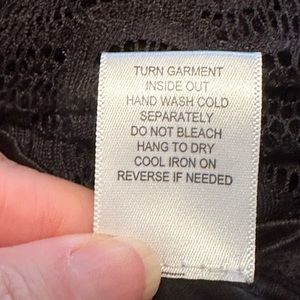 TURN GARMENT
INSIDE OUT
HAND WASH COLD
SEPARATELY
DO NOT BLEACH
HANG TO DRY
COOL IRON ON
REVERSE IF NEEDED